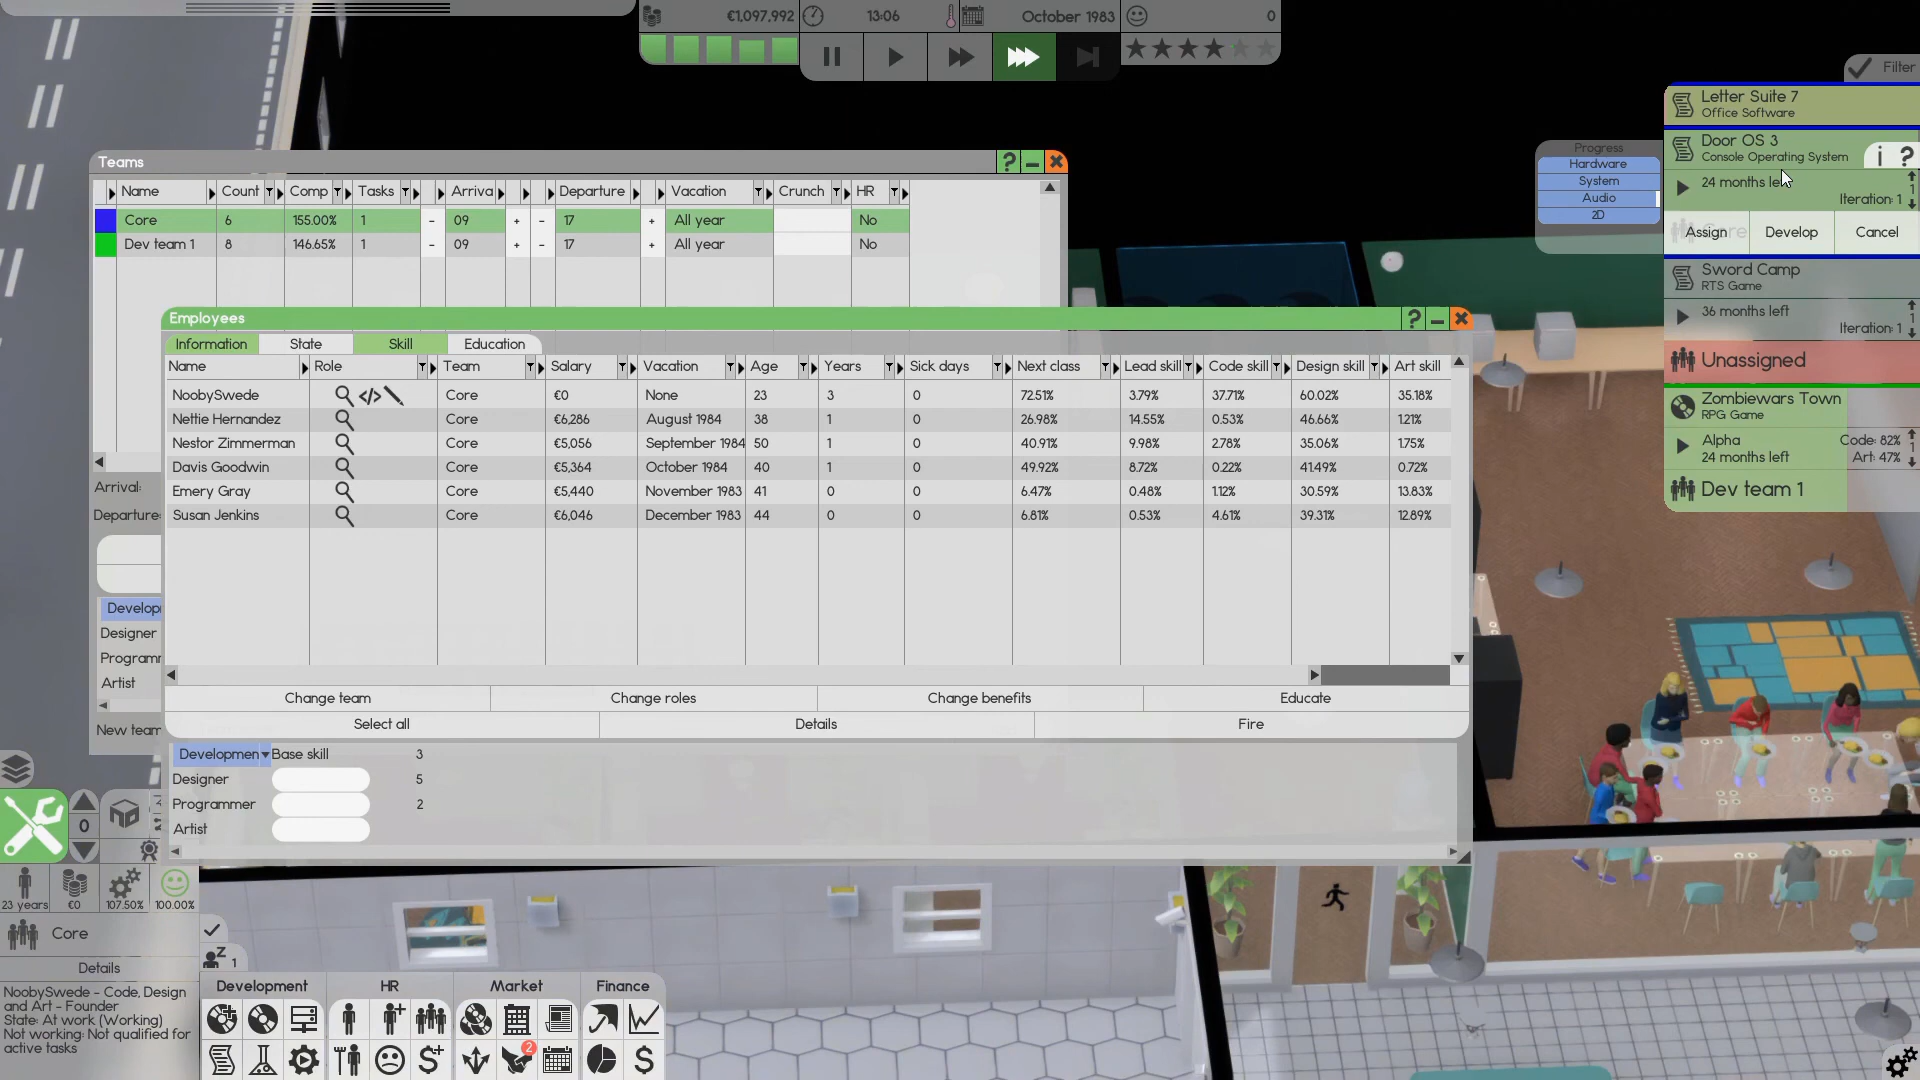 €1,097,992
13:06
October 1983
0
Filter
Letter Suite 7
Office Software
Door OS 3
Console Operating System
i ?
24 months left
1
Iteration: 1
Assign
Develop
Cancel
Sword Camp
RTS Game
36 months left
1
Iteration: 1
Unassigned
Zombiewars Town
RPG Game
Alpha
Code: 82%
1
24 months left
Art: 47%
Dev team 1
Progress
Hardware
System
Audio
2D
Teams
?
Name Count Comp Tasks Arriva Departure Vacation Crunch HR
Core 6 155.00% 1 - 09 + - 17 + All year No
Dev team 1 8 146.65% 1 - 09 + - 17 + All year No
Arrival:
Departure:
Develop
Designer
Programm
Artist
New team
Employees
?
Information State Skill Education
Name Role Team Salary Vacation Age Years Sick days Next class Lead skill Code skill Design skill Art skill
NoobySwede Core €0 None 23 3 0 72.51% 3.79% 37.71% 60.02% 35.18%
Nettie Hernandez Core €6,286 August 1984 38 1 0 26.98% 14.55% 0.53% 46.66% 1.21%
Nestor Zimmerman Core €5,056 September 1984 50 1 0 40.91% 9.98% 2.78% 35.06% 1.75%
Davis Goodwin Core €5,364 October 1984 40 1 0 49.92% 8.72% 0.22% 41.49% 0.72%
Emery Gray Core €5,440 November 1983 41 0 0 6.47% 0.48% 1.12% 30.59% 13.83%
Susan Jenkins Core €6,046 December 1983 44 0 0 6.81% 0.53% 4.61% 39.31% 12.89%
Change team Change roles Change benefits Educate
Select all Details Fire
Developmen Base skill 3
Designer 5
Programmer 2
Artist
0
23 years €0 107.50% 100.00%
Core
Details
NoobySwede - Code, Design
and Art - Founder
State: At work (Working)
Not working: Not qualified for
active tasks
z
1
Development HR Market Finance
2